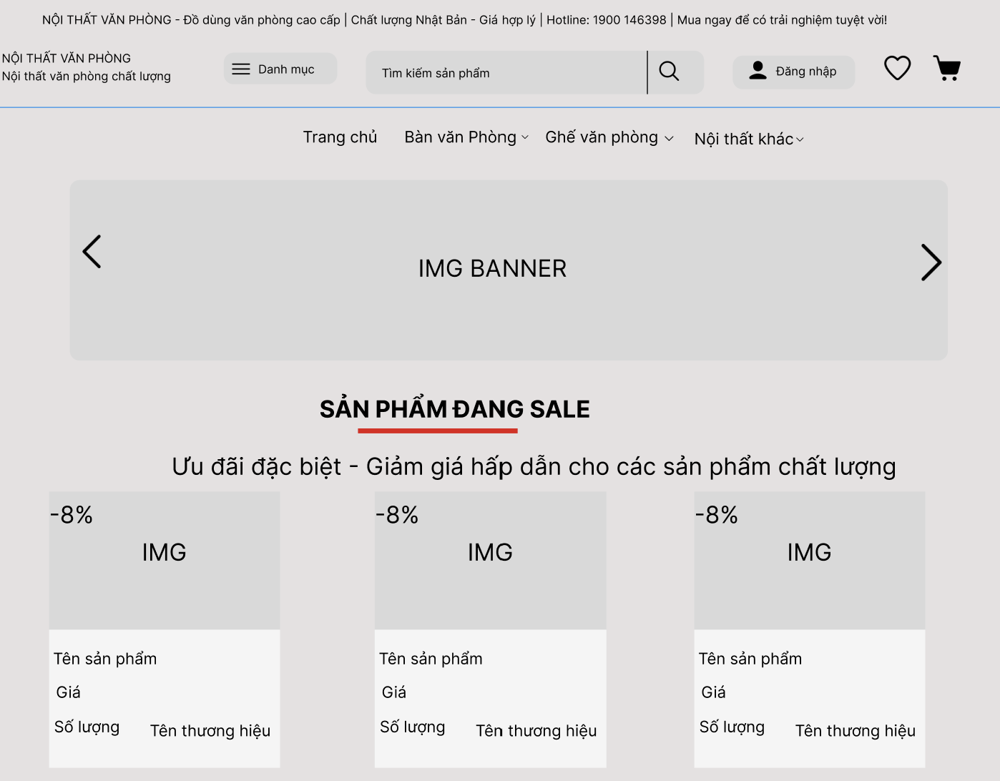 NỘI THẤT VĂN PHÒNG - Đồ dùng văn phòng cao cấp | Chất lượng Nhật Bản - Giá hợp lý | Hotline: 1900 146398 | Mua ngay để có trải nghiệm tuyệt vời!
NỘI THẤT VĂN PHÒNG
Nội thất văn phòng chất lượng
Danh mục
Tìm kiếm sản phẩm
Đăng nhập
Trang chủ
Bàn văn Phòng
Ghế văn phòng
Nội thất khác
IMG BANNER
SẢN PHẨM ĐANG SALE
Ưu đãi đặc biệt - Giảm giá hấp dẫn cho các sản phẩm chất lượng
-8%
IMG
Tên sản phẩm
Giá
Số lượng
Tên thương hiệu
-8%
IMG
Tên sản phẩm
Giá
Số lượng
Tên thương hiệu
-8%
IMG
Tên sản phẩm
Giá
Số lượng
Tên thương hiệu